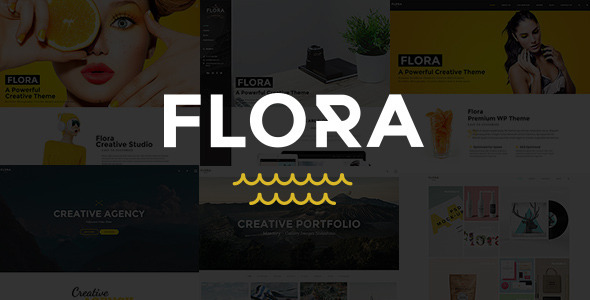 FLORA
FLORA
A Powerful Creative Theme
Flora
Creative Studio
FLORA
A Powerful Creative Theme
FLORA
A Powerful Creative Theme
Flora
Premium WP Theme
FLORA
CREATIVE AGENCY
CREATIVE PORTFOLIO
Creative